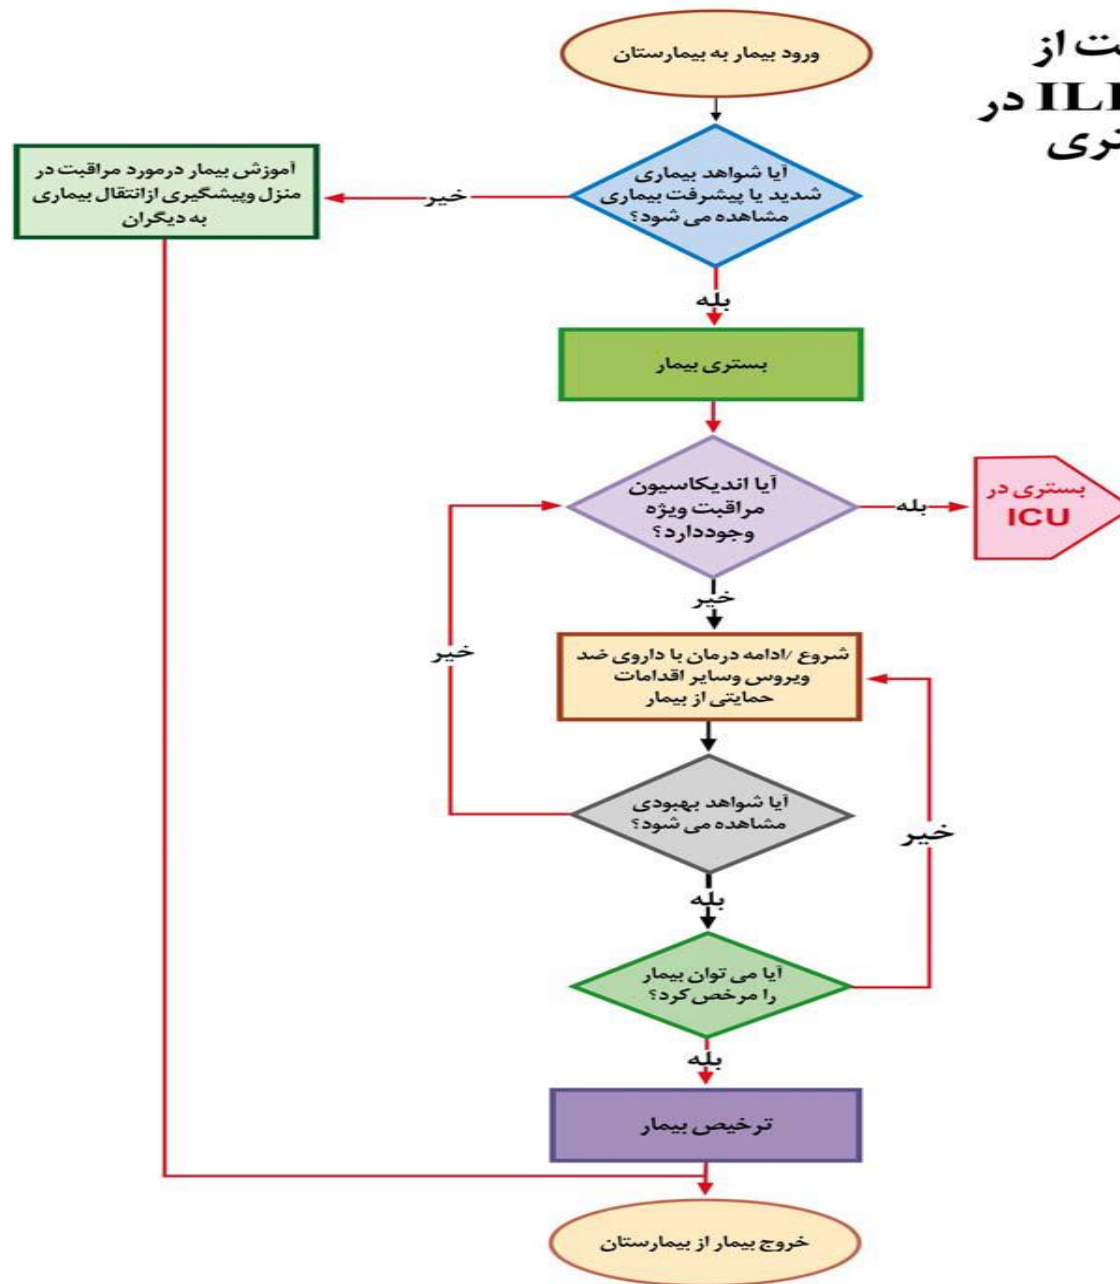 ت از
ILI در
تری
ورود بیمار به بیمارستان
آیا شواهد بیماری
شدید یا پیشرفت بیماری
مشاهده می شود؟
خیر
آموزش بیمار درمورد مراقبت در
منزل وپیشگیری ازانتقال بیماری
به دیگران
بله
بستری بیمار
آیا اندیکاسیون
مراقبت ویژه
وجوددارد؟
بله
بستری در
ICU
خیر
شروع /ادامه درمان با داروی ضد
ویروس وسایر اقدامات
حمایتی از بیمار
خیر
آیا شواهد بهبودی
مشاهده می شود؟
خیر
بله
آیا می توان بیمار
را مرخص کرد؟
بله
ترخیص بیمار
خروج بیمار از بیمارستان